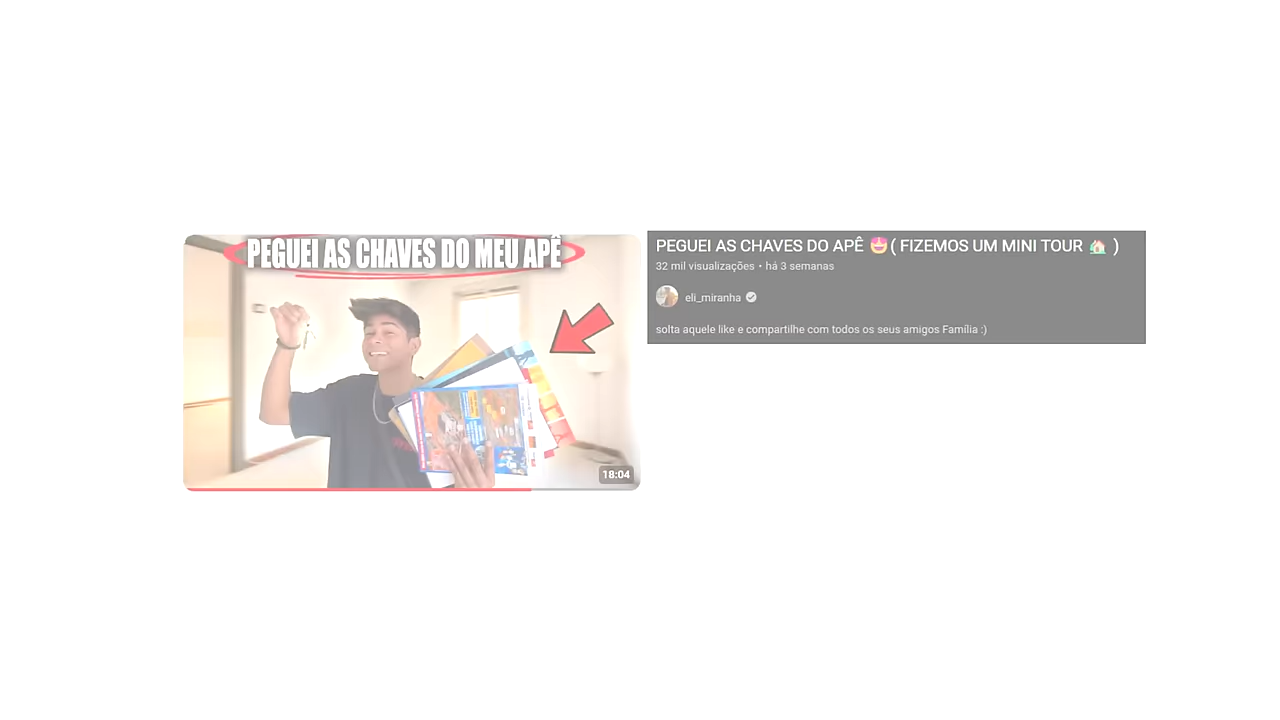 PEGUEI AS CHAVES DO MEU APÊ
18:04
PEGUEI AS CHAVES DO APÊ 🤩( FIZEMOS UM MINI TOUR 🏡 )
32 mil visualizações • há 3 semanas
eli_miranha
solta aquele like e compartilhe com todos os seus amigos Família :)